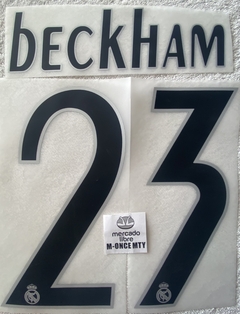 BECKHAM
23
mercado
libre
M-ONCE MTY